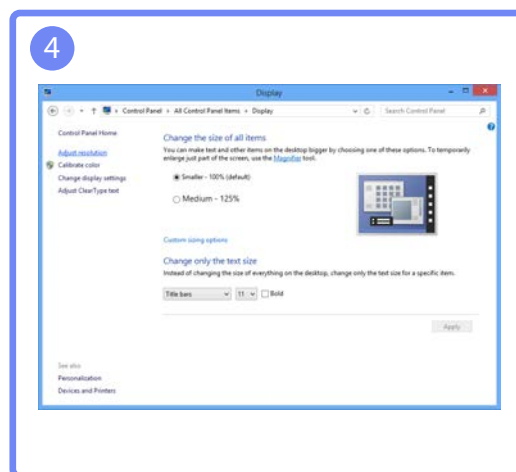 4
Display
Control Panel ▸ All Control Panel Items ▸ Display
Search Control Panel
Control Panel Home
Adjust resolution
Calibrate color
Change display settings
Adjust ClearType text
Change the size of all items
You can make text and other items on the desktop bigger by choosing one of these options. To temporarily
enlarge just part of the screen, use the Magnifier tool.
Smaller - 100% (default)
Medium - 125%
Custom sizing options
Change only the text size
Instead of changing the size of everything on the desktop, change only the text size for a specific item.
Title bars 11 Bold
Apply
See also
Personalization
Devices and Printers